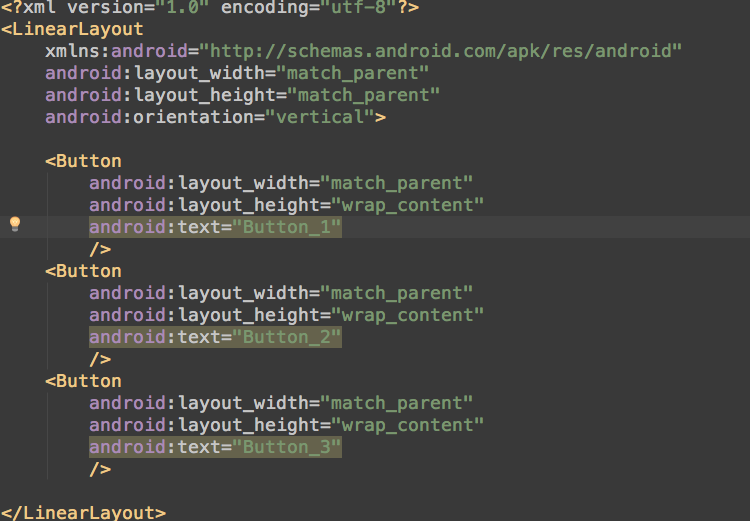 <?xml version="1.0" encoding="utf-8"?>
<LinearLayout
    xmlns:android="http://schemas.android.com/apk/res/android"
    android:layout_width="match_parent"
    android:layout_height="match_parent"
    android:orientation="vertical">

    <Button
        android:layout_width="match_parent"
        android:layout_height="wrap_content"
        android:text="Button_1"
        />
    <Button
        android:layout_width="match_parent"
        android:layout_height="wrap_content"
        android:text="Button_2"
        />
    <Button
        android:layout_width="match_parent"
        android:layout_height="wrap_content"
        android:text="Button_3"
        />

</LinearLayout>